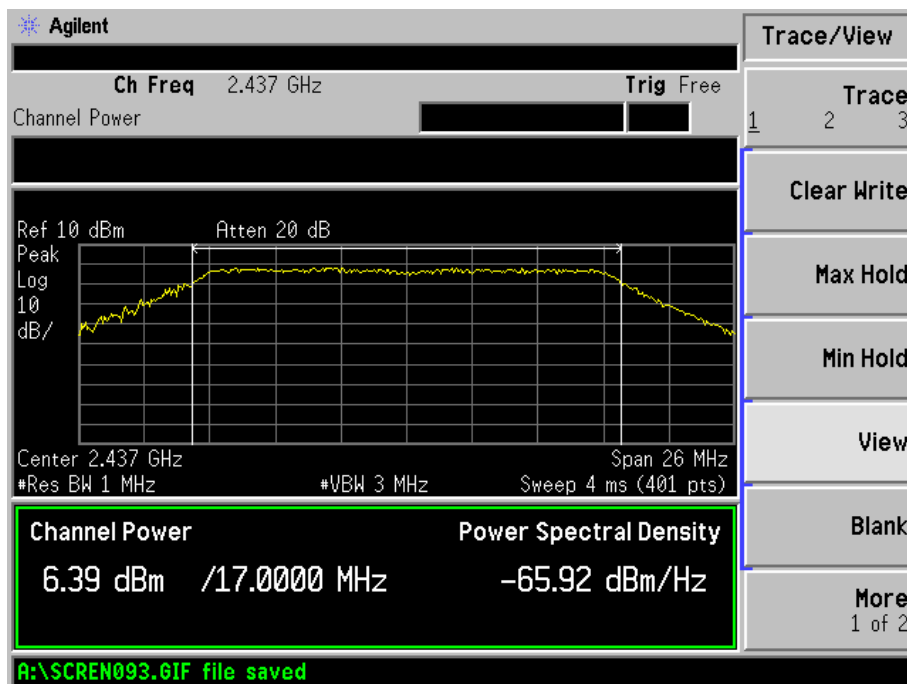 Agilent
Ch Freq 2.437 GHz Trig Free
Channel Power
Ref 10 dBm Atten 20 dB
Peak
Log
10
dB/
Center 2.437 GHz Span 26 MHz
#Res BW 1 MHz #VBW 3 MHz Sweep 4 ms (401 pts)
Channel Power Power Spectral Density
6.39 dBm /17.0000 MHz -65.92 dBm/Hz
A:\SCREN093.GIF file saved
Trace/View
Trace
1 2 3
Clear Write
Max Hold
Min Hold
View
Blank
More
1 of 2